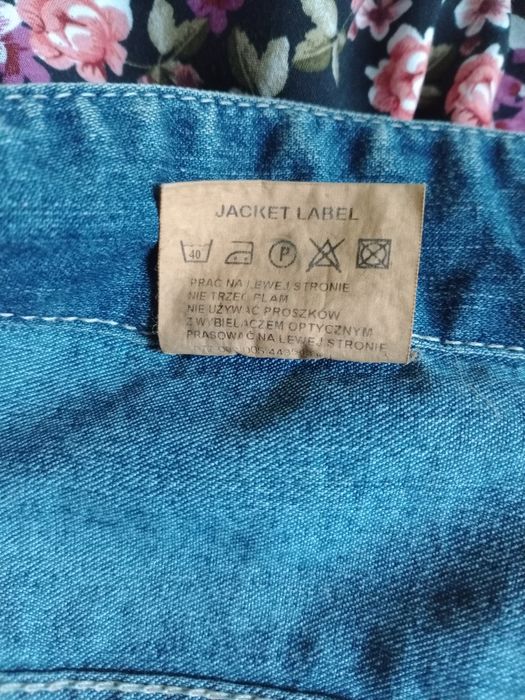 JACKET LABEL
40 P
PRAĆ NA LEWEJ STRONIE
NIE TRZEĆ PLAM
NIE UŻYWAĆ PROSZKÓW
Z WYBIELACZEM OPTYCZNYM
PRASOWAĆ NA LEWEJ STRONIE